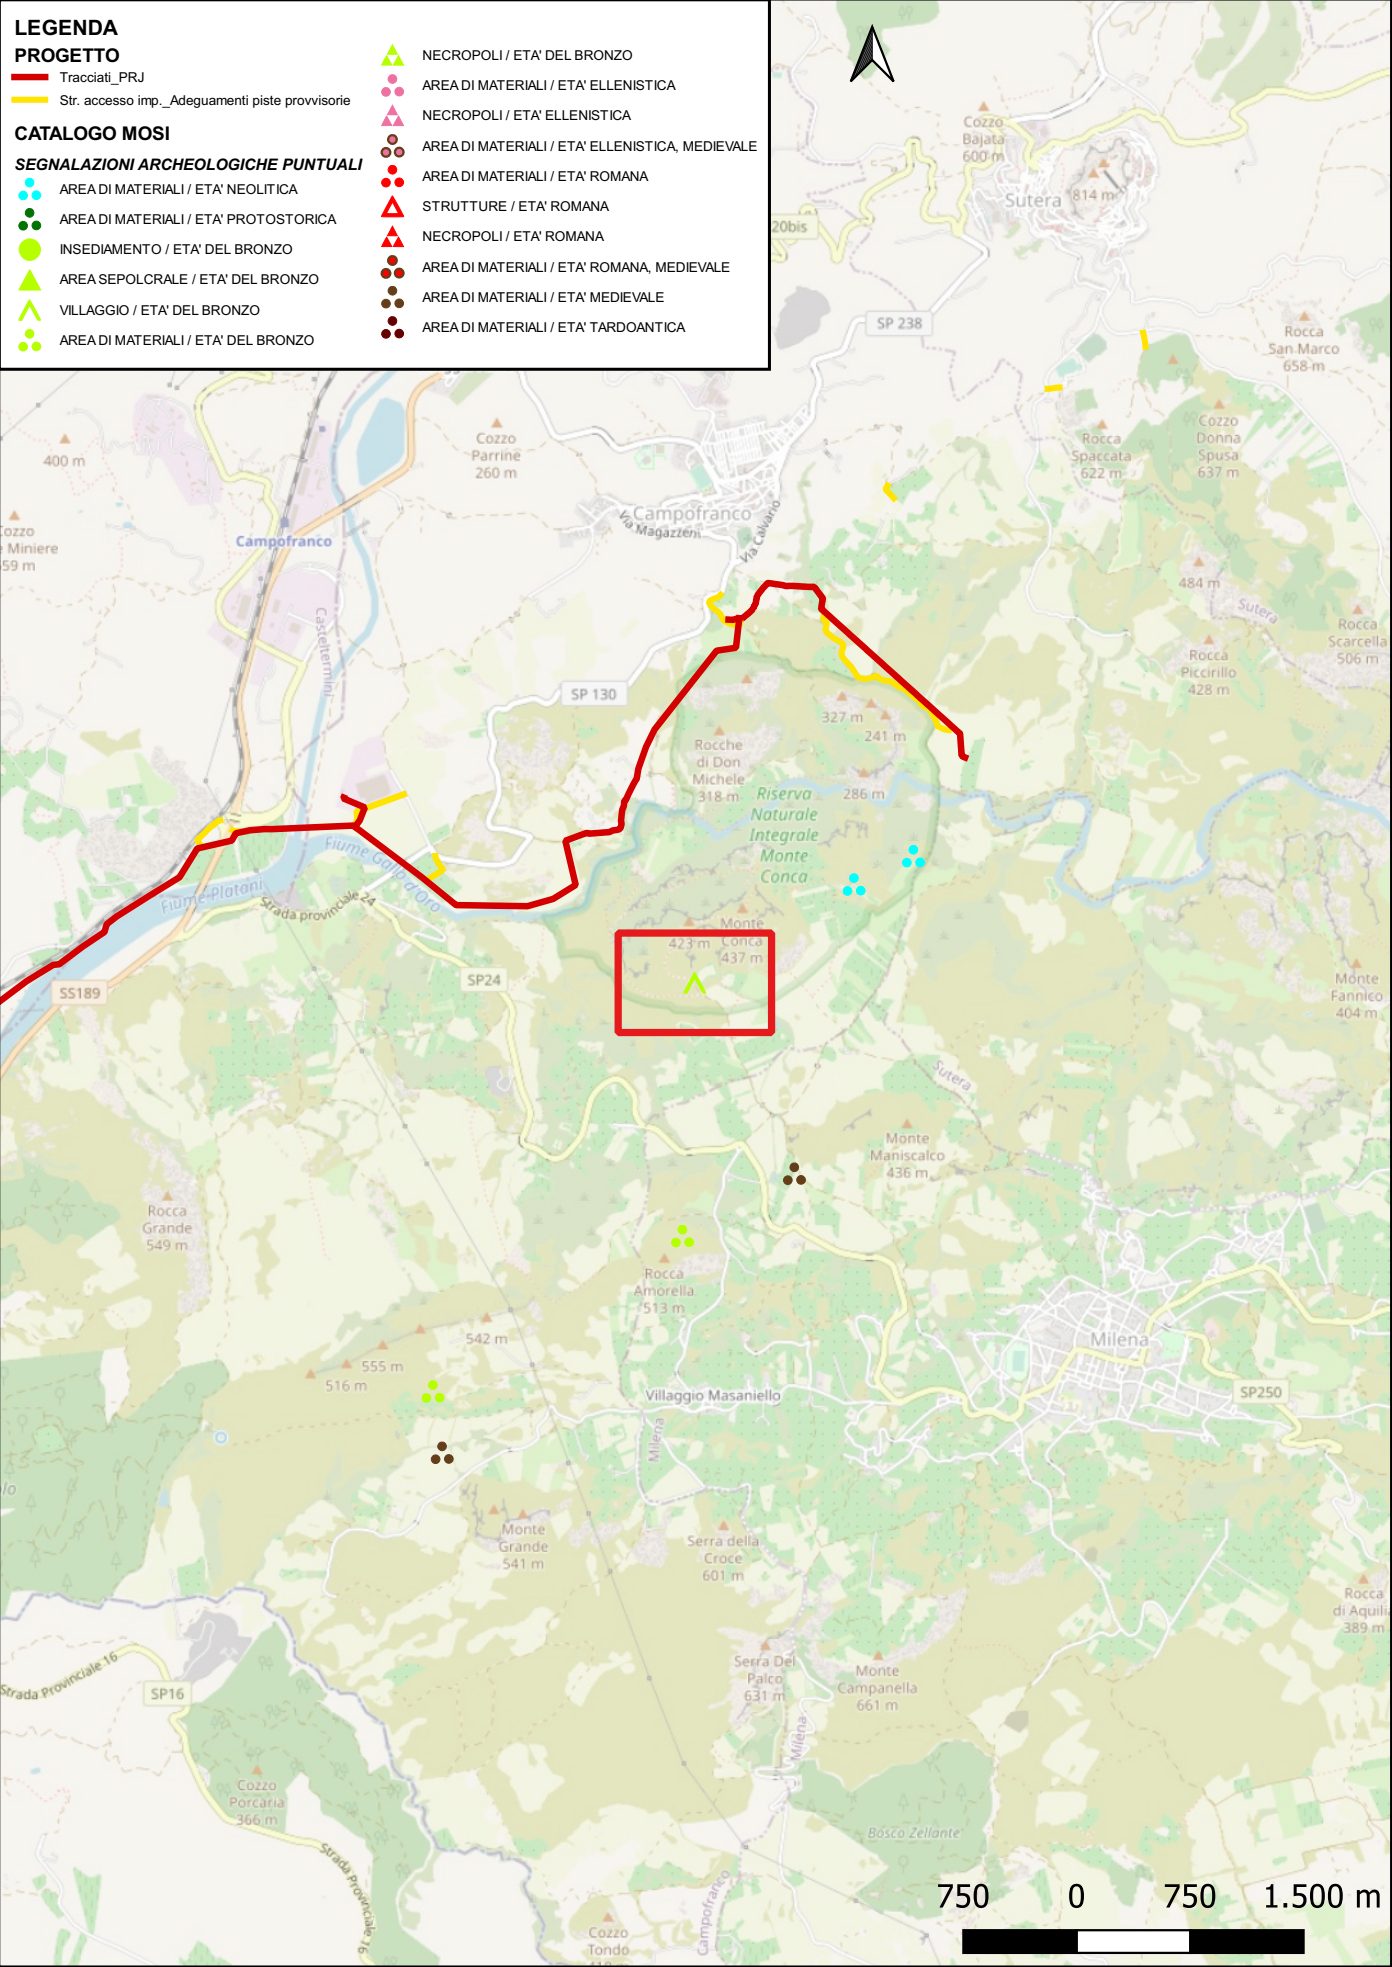 LEGENDA
PROGETTO
Tracciati_PRJ
Str. accesso imp._Adeguamenti piste provvisorie
CATALOGO MOSI
SEGNALAZIONI ARCHEOLOGICHE PUNTUALI
AREA DI MATERIALI / ETA' NEOLITICA
AREA DI MATERIALI / ETA' PROTOSTORICA
INSEDIAMENTO / ETA' DEL BRONZO
AREA SEPOLCRALE / ETA' DEL BRONZO
VILLAGGIO / ETA' DEL BRONZO
AREA DI MATERIALI / ETA' DEL BRONZO
NECROPOLI / ETA' DEL BRONZO
AREA DI MATERIALI / ETA' ELLENISTICA
NECROPOLI / ETA' ELLENISTICA
AREA DI MATERIALI / ETA' ELLENISTICA, MEDIEVALE
AREA DI MATERIALI / ETA' ROMANA
STRUTTURE / ETA' ROMANA
NECROPOLI / ETA' ROMANA
AREA DI MATERIALI / ETA' ROMANA, MEDIEVALE
AREA DI MATERIALI / ETA' MEDIEVALE
AREA DI MATERIALI / ETA' TARDOANTICA
Cozzo
Bajata
600 m
814 m
Sutera
20bis
SP 238
Rocca
San Marco
658 m
Cozzo
Parrine
260 m
400 m
Cozzo
Donna
Spusa
637 m
Rocca
Spaccata
622 m
Campofranco
Via Magazzeni
Via Calvario
ozzo
e Miniere
59 m
Campofranco
484 m
Sutera
Rocca
Scarcella
506 m
Casteltermini
Rocca
Piccirillo
428 m
SP 130
327 m
241 m
Rocche
di Don
Michele
318 m
286 m
Riserva
Naturale
Integrale
Monte
Conca
Fiume Gallo d'Oro
Fiume Platani
Strada provinciale 24
Monte
Conca
437 m
423 m
SP24
SS189
Monte
Fannico
404 m
Sutera
Monte
Maniscalco
436 m
Rocca
Grande
549 m
Rocca
Amorella
513 m
542 m
555 m
516 m
Milena
Villaggio Masaniello
SP250
Milena
lo
Monte
Grande
541 m
Serra della
Croce
601 m
Rocca
di Aquili
389 m
Serra Del
Palco
631 m
Monte
Campanella
661 m
Strada Provinciale 16
SP16
Milena
Cozzo
Porcaria
366 m
Bosco Zellante
Strada Provinciale 16
Campofranco
Cozzo
Tondo
750 0 750 1.500 m